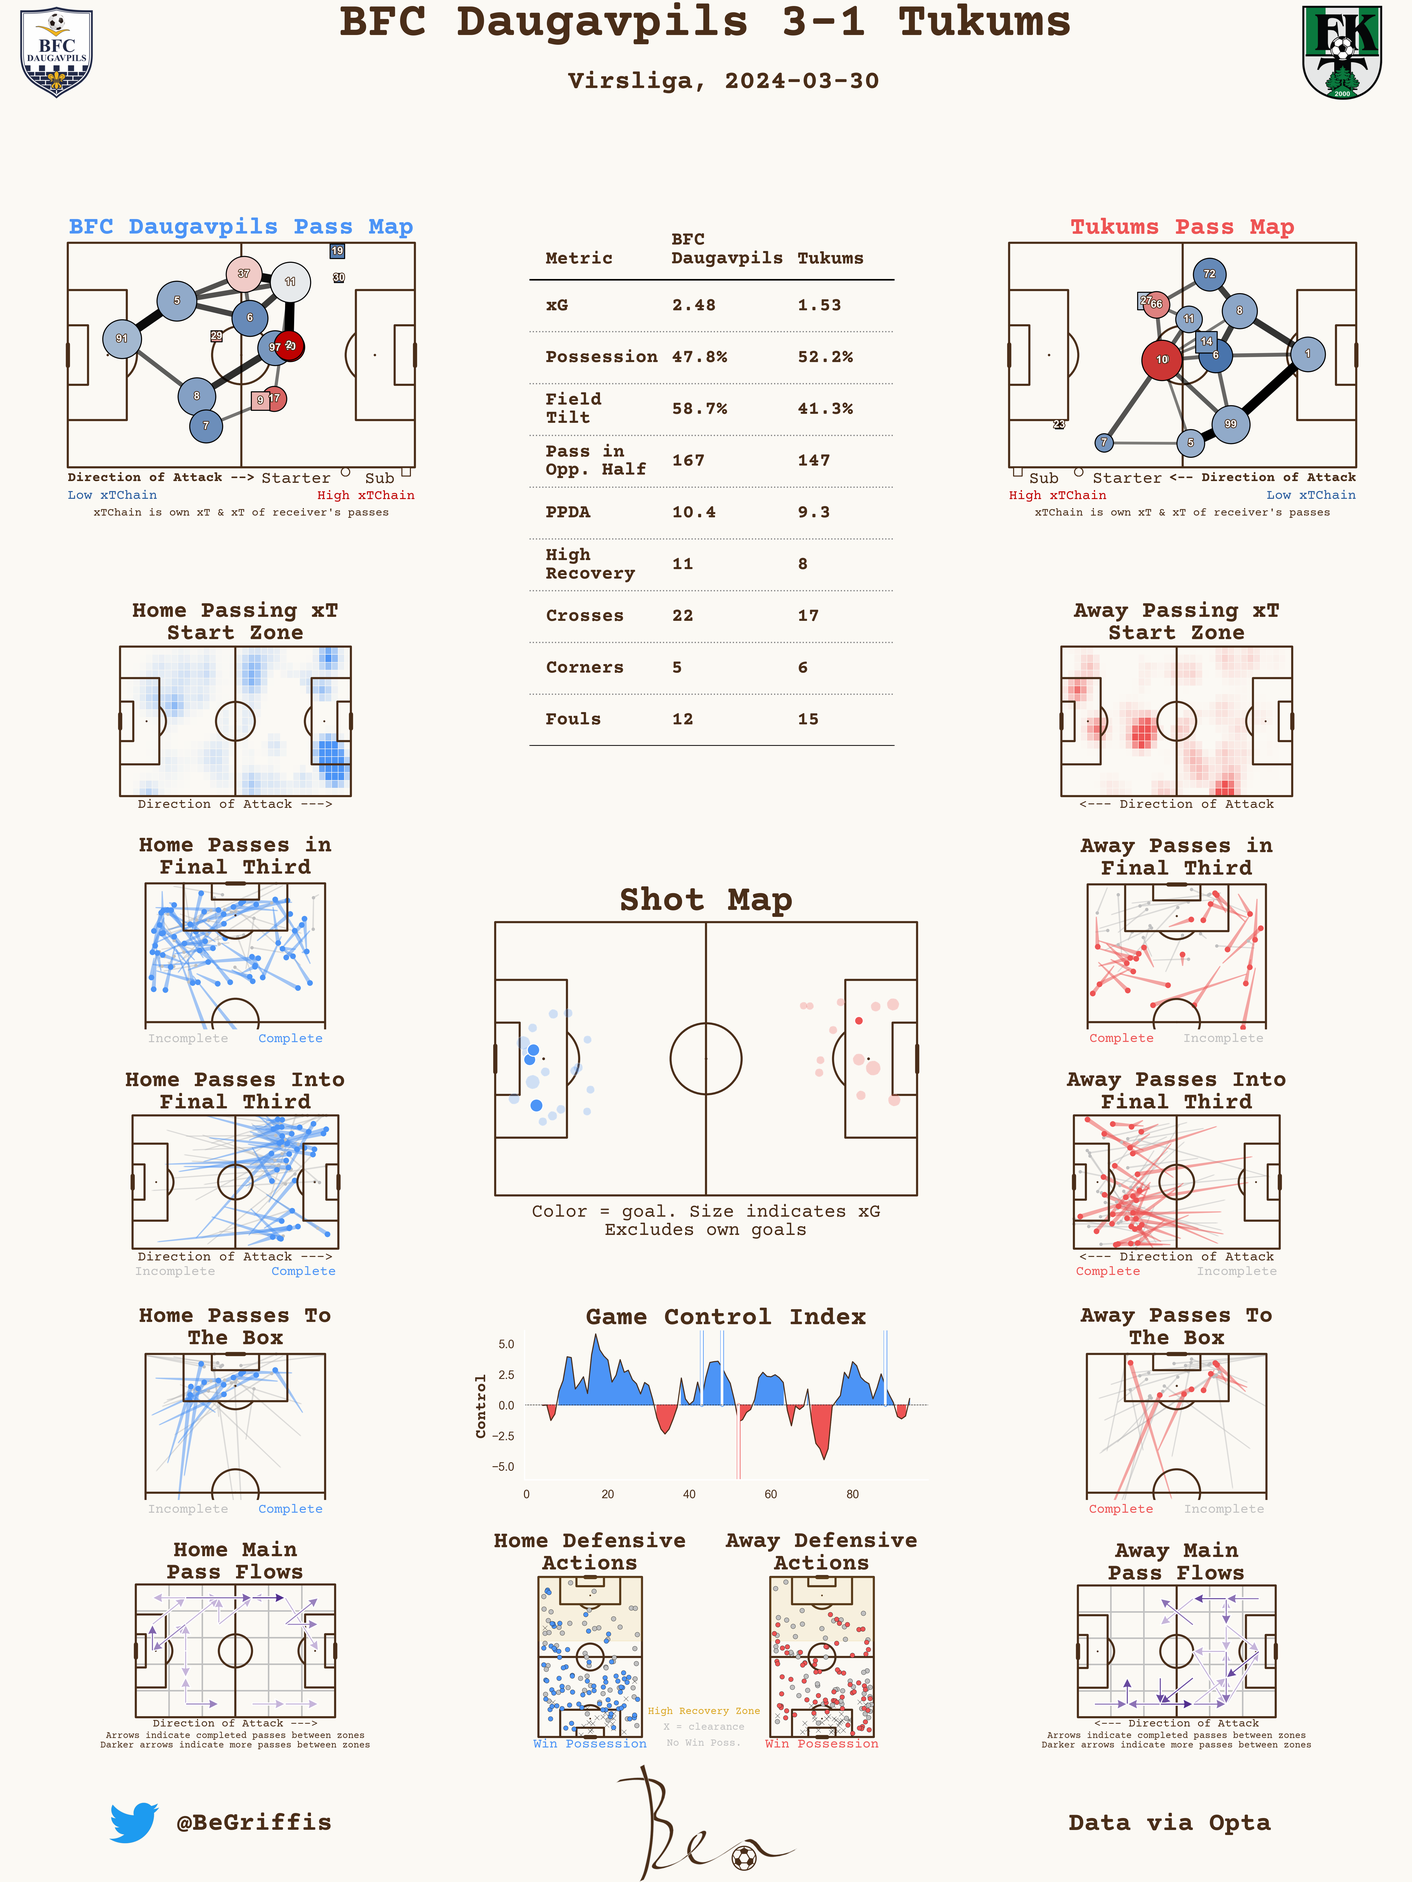 BFC Daugavpils 3-1 Tukums
Virsliga, 2024-03-30
BFC
DAUGAVPILS
FK
2000
BFC Daugavpils Pass Map
19
30
37
11
5
6
91
29
97
2
8
9
17
7
Direction of Attack --> Starter Sub
Low xTChain High xTChain
xTChain is own xT & xT of receiver's passes
Metric BFC Daugavpils Tukums
xG 2.48 1.53
Possession 47.8% 52.2%
Field Tilt 58.7% 41.3%
Pass in Opp. Half 167 147
PPDA 10.4 9.3
High Recovery 11 8
Crosses 22 17
Corners 5 6
Fouls 12 15
Tukums Pass Map
72
27
66
11
8
14
10
6
1
23
99
7
5
Sub Starter <-- Direction of Attack
High xTChain Low xTChain
xTChain is own xT & xT of receiver's passes
Home Passing xT
Start Zone
Direction of Attack --->
Away Passing xT
Start Zone
<--- Direction of Attack
Home Passes in
Final Third
Incomplete Complete
Shot Map
Color = goal. Size indicates xG
Excludes own goals
Away Passes in
Final Third
Complete Incomplete
Home Passes Into
Final Third
Direction of Attack --->
Incomplete Complete
Away Passes Into
Final Third
<--- Direction of Attack
Complete Incomplete
Home Passes To
The Box
Incomplete Complete
Game Control Index
Control
5.0
2.5
0.0
−2.5
−5.0
0 20 40 60 80
Away Passes To
The Box
Complete Incomplete
Home Main
Pass Flows
Direction of Attack --->
Arrows indicate completed passes between zones
Darker arrows indicate more passes between zones
Home Defensive
Actions
Win Possession
High Recovery Zone
X = clearance
No Win Poss.
Away Defensive
Actions
Win Possession
Away Main
Pass Flows
<--- Direction of Attack
Arrows indicate completed passes between zones
Darker arrows indicate more passes between zones
@BeGriffis
Ben
Data via Opta